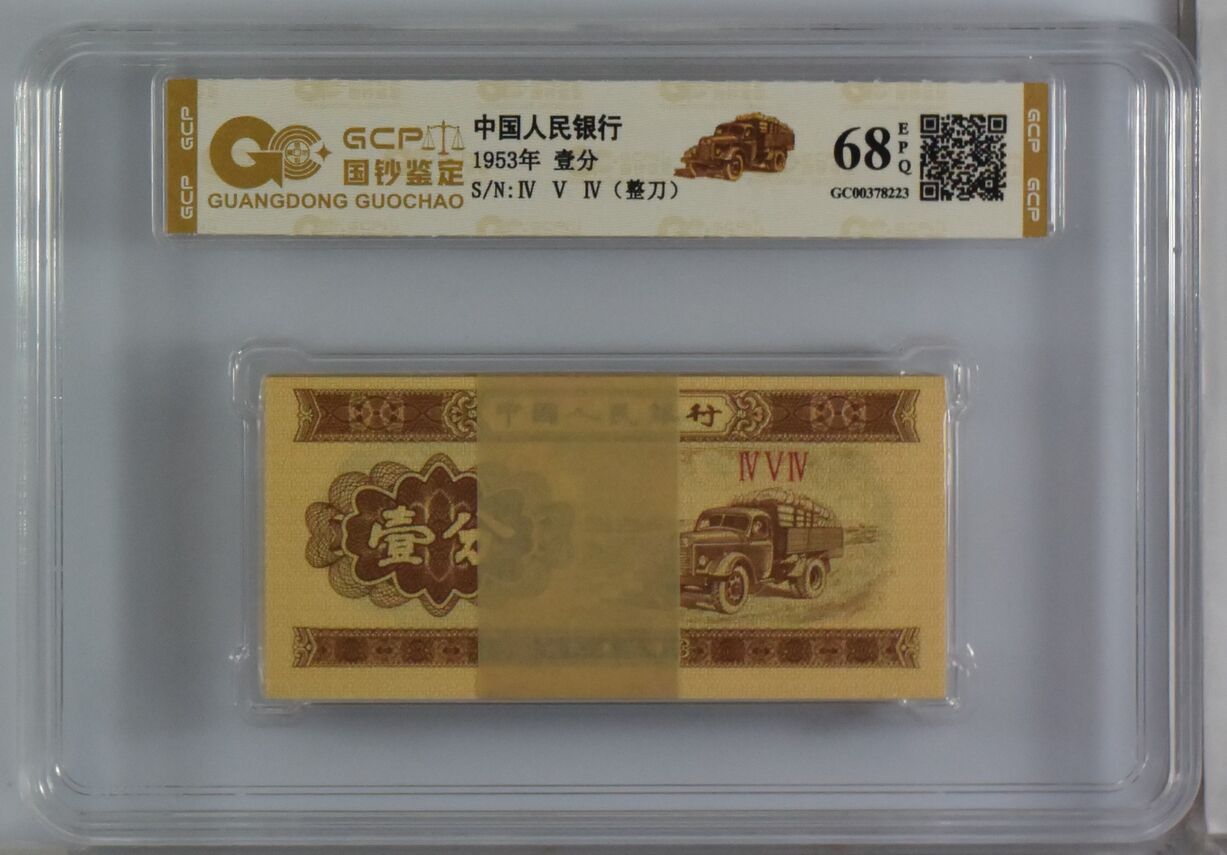 GCP
GCP
GCP
国钞鉴定
GUANGDONG GUOCHAO
中国人民银行
1953年 壹分
S/N:Ⅳ Ⅴ Ⅳ（整刀）
68
EPQ
GC00378223
GCP
GCP
中國人民銀行
ⅣⅤⅣ
壹分